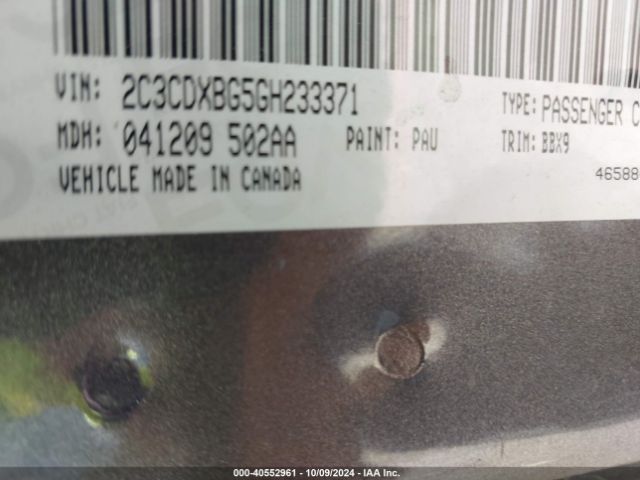 VIN: 2C3CDXBG5GH233371 TYPE: PASSENGER C
MDH: 041209 502AA PAINT: PAU TRIM: BBX9
VEHICLE MADE IN CANADA 46588
000-40552961 - 10/09/2024 - IAA Inc.